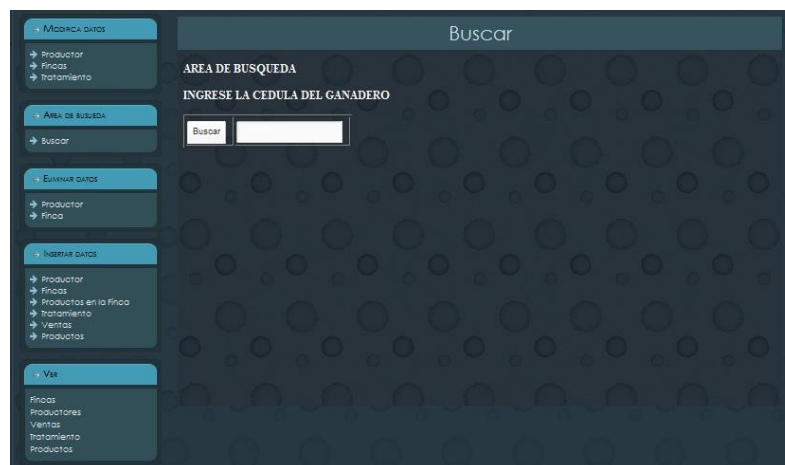 MODIFICA DATOS
Productor
Fincas
Tratamiento
AREA DE BUSUEDA
Buscar
ELIMINAR DATOS
Productor
Finca
INSERTAR DATOS
Productor
Fincas
Productos en la Finca
Tratamiento
Ventas
Productos
VER
Fincas
Productores
Ventas
Tratamiento
Productos
Buscar
AREA DE BUSQUEDA
INGRESE LA CEDULA DEL GANADERO
Buscar